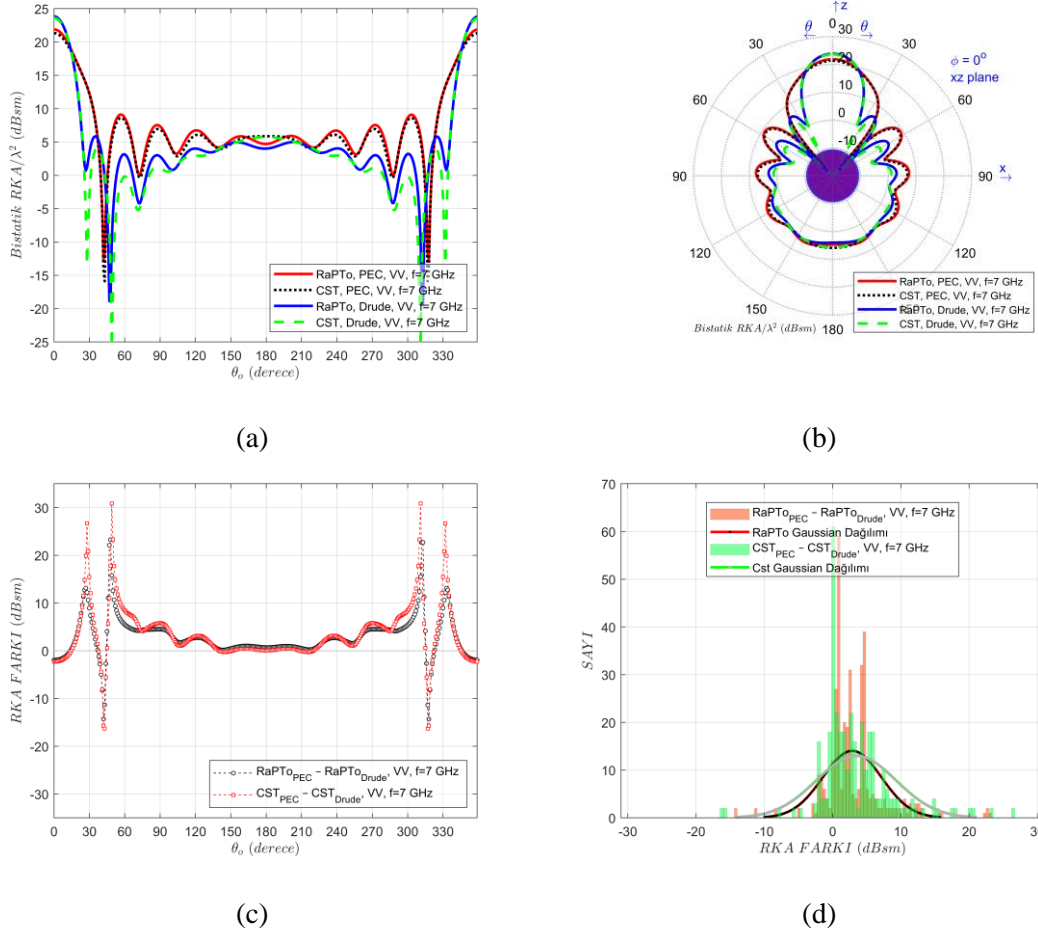 25
20
15
10
5
0
-5
-10
-15
-20
25
Bistatik RKA/λ² (dBsm)
RaPTo, PEC, VV, f=7 GHz
CST, PEC, VV, f=7 GHz
RaPTo, Drude, VV, f=7 GHz
CST, Drude, VV, f=7 GHz
0 30 60 90 120 150 180 210 240 270 300 330
θo (derece)
(a)
↑z
θ 0 θ
← →
30
30 20 30
10
0
-10
ϕ = 0o
xz plane
60 60
90 90
x
→
120 120
150 150
180
Bistatik RKA/λ² (dBsm)
RaPTo, PEC, VV, f=7 GHz
CST, PEC, VV, f=7 GHz
RaPTo, Drude, VV, f=7 GHz
CST, Drude, VV, f=7 GHz
(b)
30
20
10
0
-10
-20
-30
RKA FARKI (dBsm)
RaPToPEC − RaPToDrude, VV, f=7 GHz
CSTPEC − CSTDrude, VV, f=7 GHz
0 30 60 90 120 150 180 210 240 270 300 330
θo (derece)
(c)
70
60
50
40
30
20
10
0
SAYI
RaPToPEC − RaPToDrude, VV, f=7 GHz
RaPTo Gaussian Dağılımı
CSTPEC − CSTDrude, VV, f=7 GHz
Cst Gaussian Dağılımı
-30 -20 -10 0 10 20 30
RKA FARKI (dBsm)
(d)